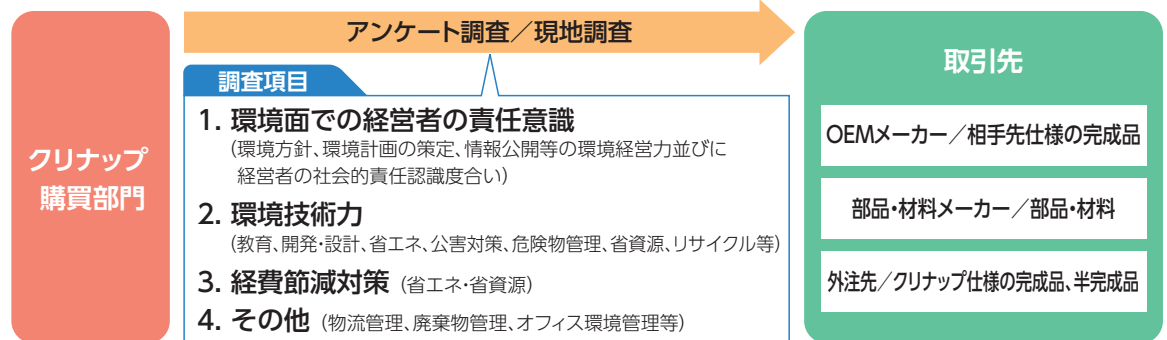 クリナップ
購買部門
アンケート調査／現地調査
調査項目
1. 環境面での経営者の責任意識
(環境方針、環境計画の策定、情報公開等の環境経営力並びに
経営者の社会的責任認識度合い)
2. 環境技術力
(教育、開発・設計、省エネ、公害対策、危険物管理、省資源、リサイクル等)
3. 経費節減対策 (省エネ・省資源)
4. その他 (物流管理、廃棄物管理、オフィス環境管理等)
取引先
OEMメーカー／相手先仕様の完成品
部品・材料メーカー／部品・材料
外注先／クリナップ仕様の完成品、半完成品